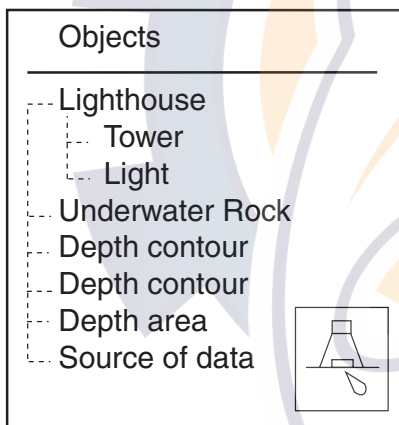 Objects
Lighthouse
Tower
Light
Underwater Rock
Depth contour
Depth contour
Depth area
Source of data